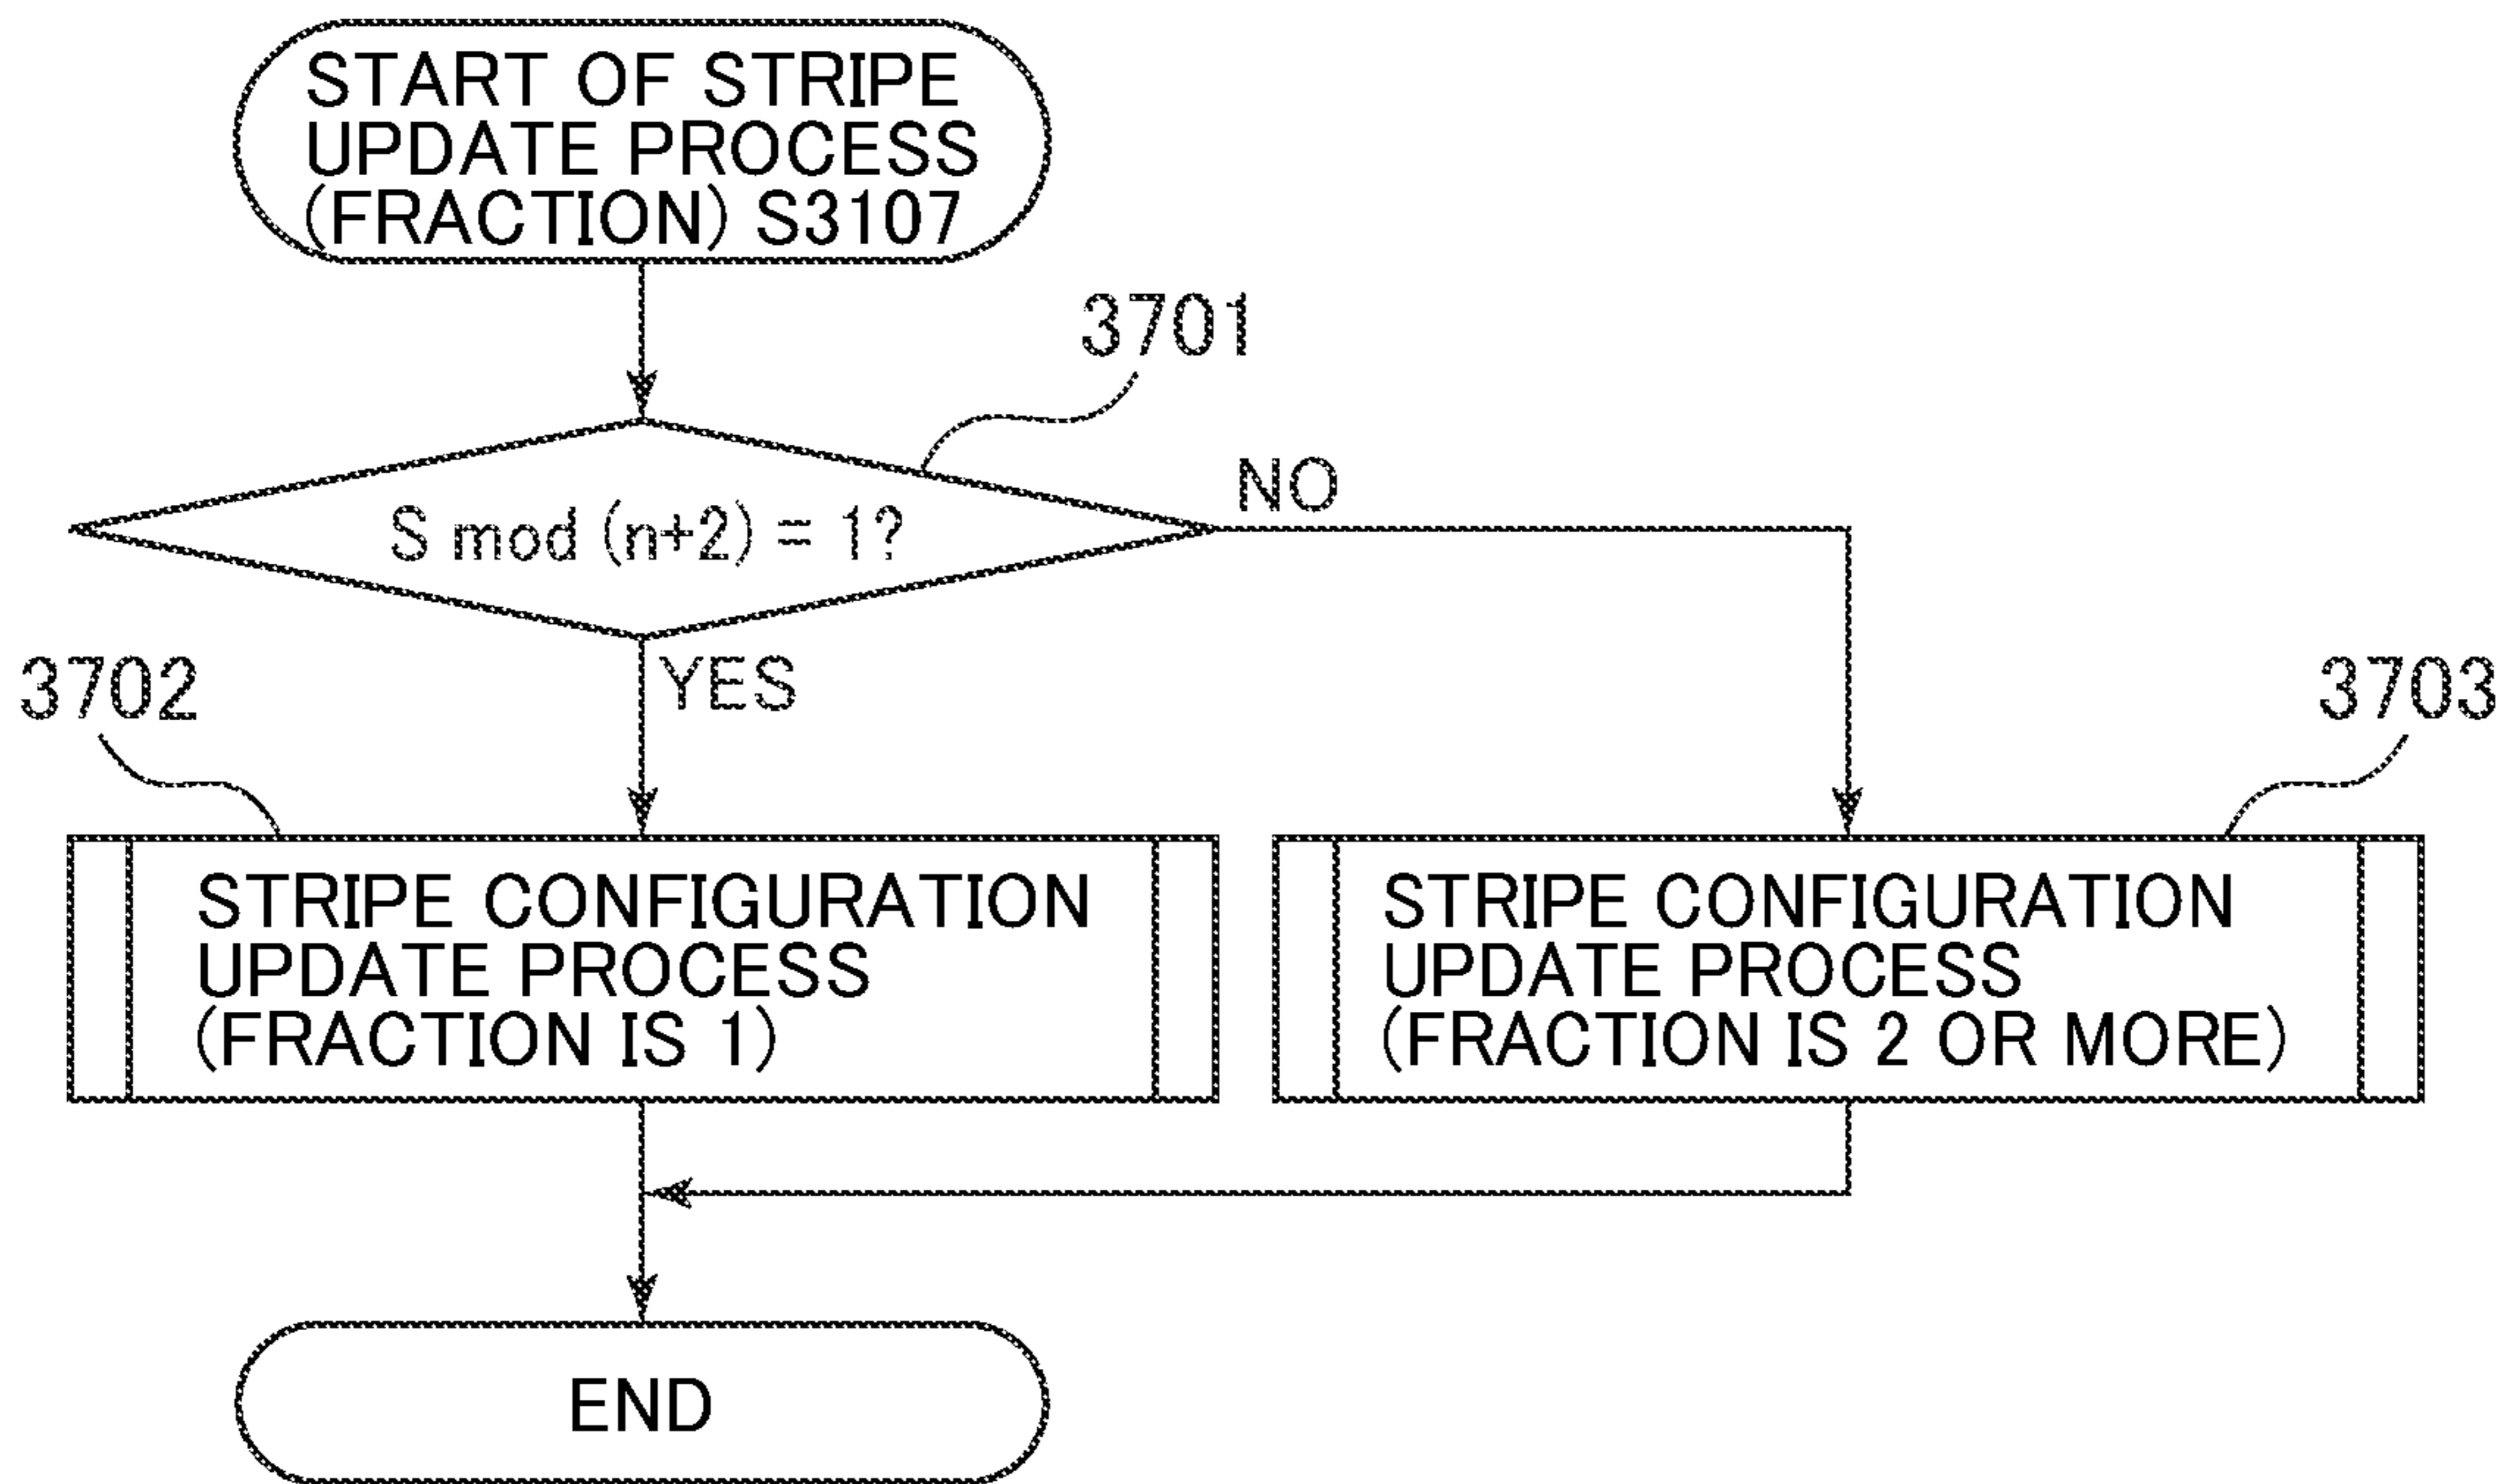 START OF STRIPE
UPDATE PROCESS
(FRACTION) S3107
3701
S mod (n+2) = 1?
NO
YES
3702
3703
STRIPE CONFIGURATION
UPDATE PROCESS
(FRACTION IS 1)
STRIPE CONFIGURATION
UPDATE PROCESS
(FRACTION IS 2 OR MORE)
END